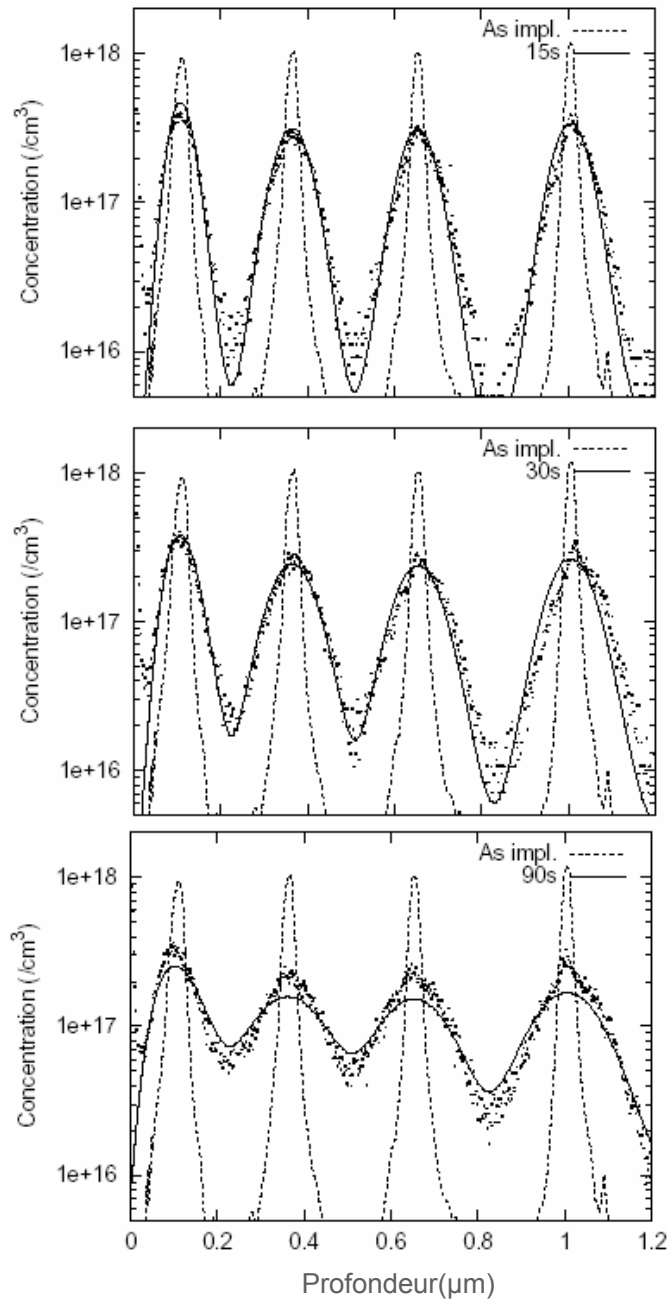 As impl.
15s
1e+18
1e+17
1e+16
Concentration (/cm³)
As impl.
30s
1e+18
1e+17
1e+16
Concentration (/cm³)
As impl.
90s
1e+18
1e+17
1e+16
Concentration (/cm³)
0 0.2 0.4 0.6 0.8 1 1.2
Profondeur(µm)